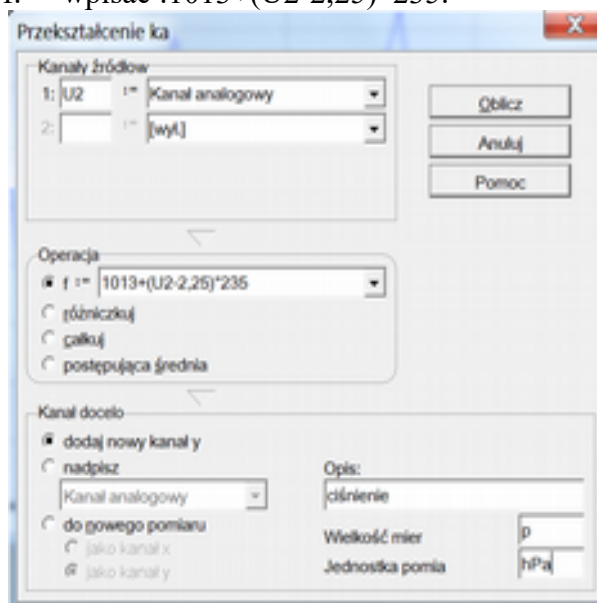 wpisać :1013+(U2-2,25)*235.
Przekształcenie ka
Kanały źródłow
1: U2 := Kanał analogowy
2: := [wył.]
Oblicz
Anuluj
Pomoc
Operacja
f := 1013+(U2-2,25)*235
różniczkuj
całkuj
postępująca średnia
Kanał docelo
dodaj nowy kanał y
nadpisz
Kanał analogowy
do nowego pomiaru
jako kanał x
jako kanał y
Opis:
ciśnienie
Wielkość mier p
Jednostka pomia hPa